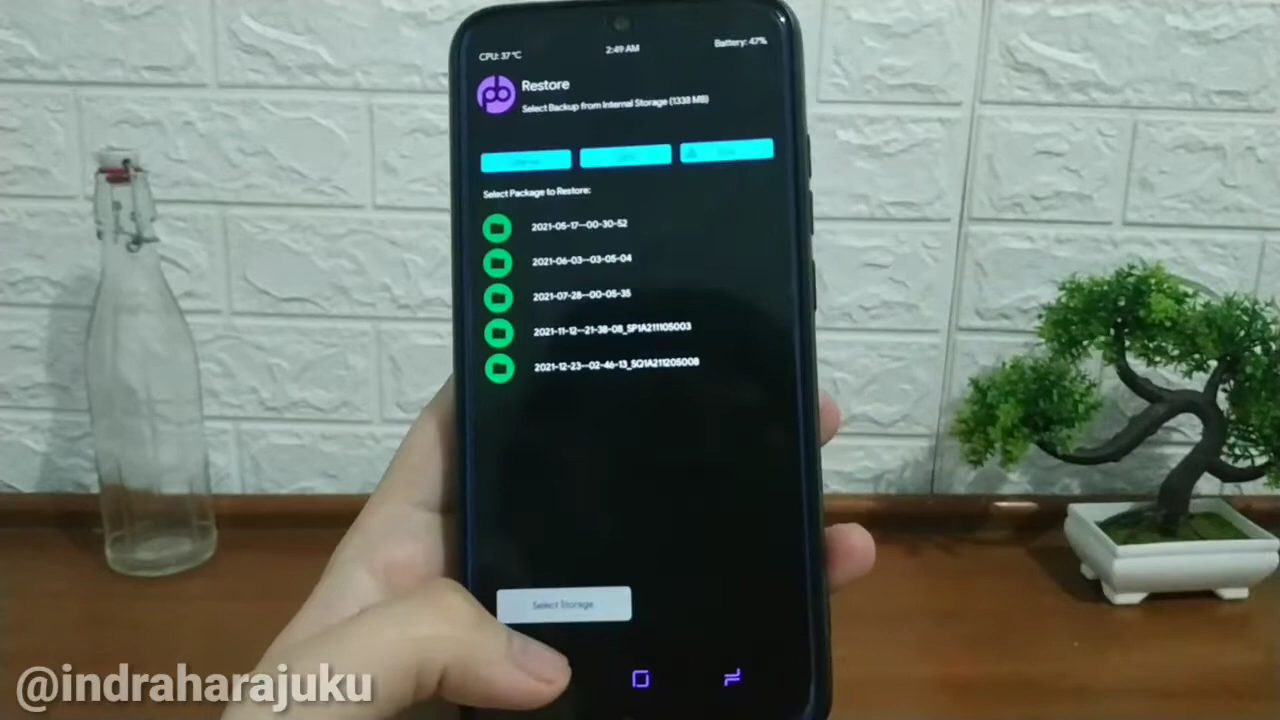 CPU: 37 °C
2:49 AM
Battery: 47%
pb
Restore
Select Backup from Internal Storage (1338 MB)
Select Package to Restore:
2021-05-17--00-30-52
2021-06-03--03-05-04
2021-07-28--00-05-35
2021-11-12--21-38-08_SP1A211105003
2021-12-23--02-46-13_SQ1A211205008
Select Storage
@indraharajuku